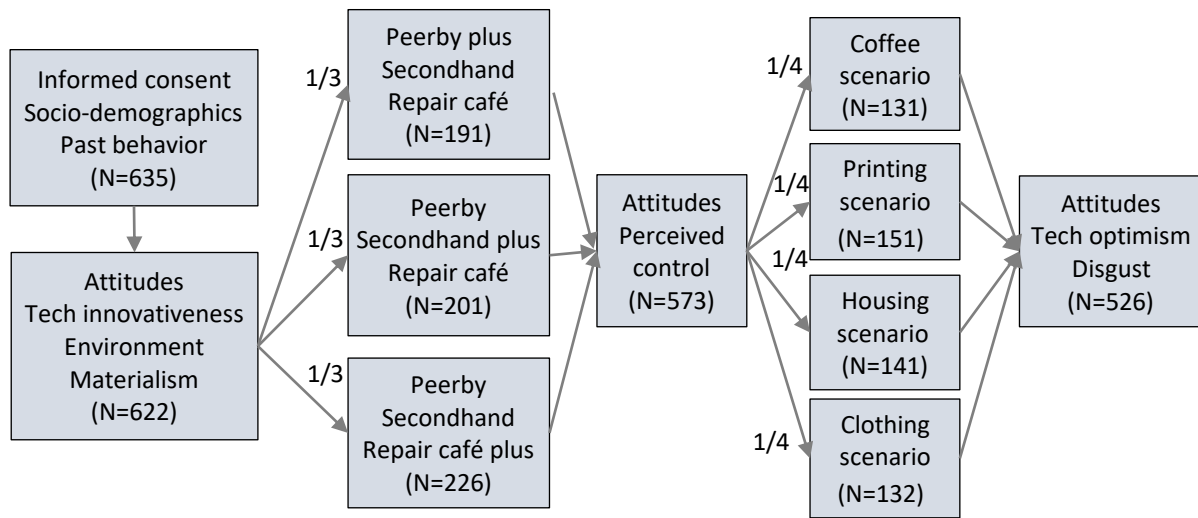 Informed consent
Socio-demographics
Past behavior
(N=635)
Attitudes
Tech innovativeness
Environment
Materialism
(N=622)
1/3
1/3
1/3
Peerby plus
Secondhand
Repair café
(N=191)
Peerby
Secondhand plus
Repair café
(N=201)
Peerby
Secondhand
Repair café plus
(N=226)
Attitudes
Perceived
control
(N=573)
1/4
1/4
1/4
1/4
Coffee
scenario
(N=131)
Printing
scenario
(N=151)
Housing
scenario
(N=141)
Clothing
scenario
(N=132)
Attitudes
Tech optimism
Disgust
(N=526)